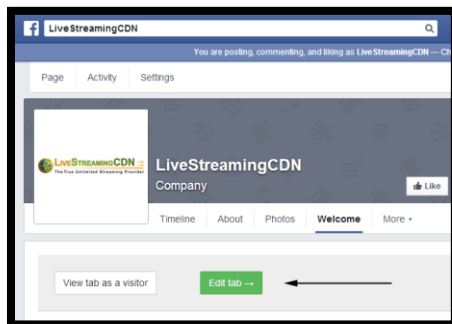 LiveStreamingCDN
You are posting, commenting, and liking as LiveStreamingCDN — Ch
Page Activity Settings
LIVESTREAMINGCDN
The True Unlimited Streaming Provider
LiveStreamingCDN
Company
Like
Timeline About Photos Welcome More
View tab as a visitor Edit tab →